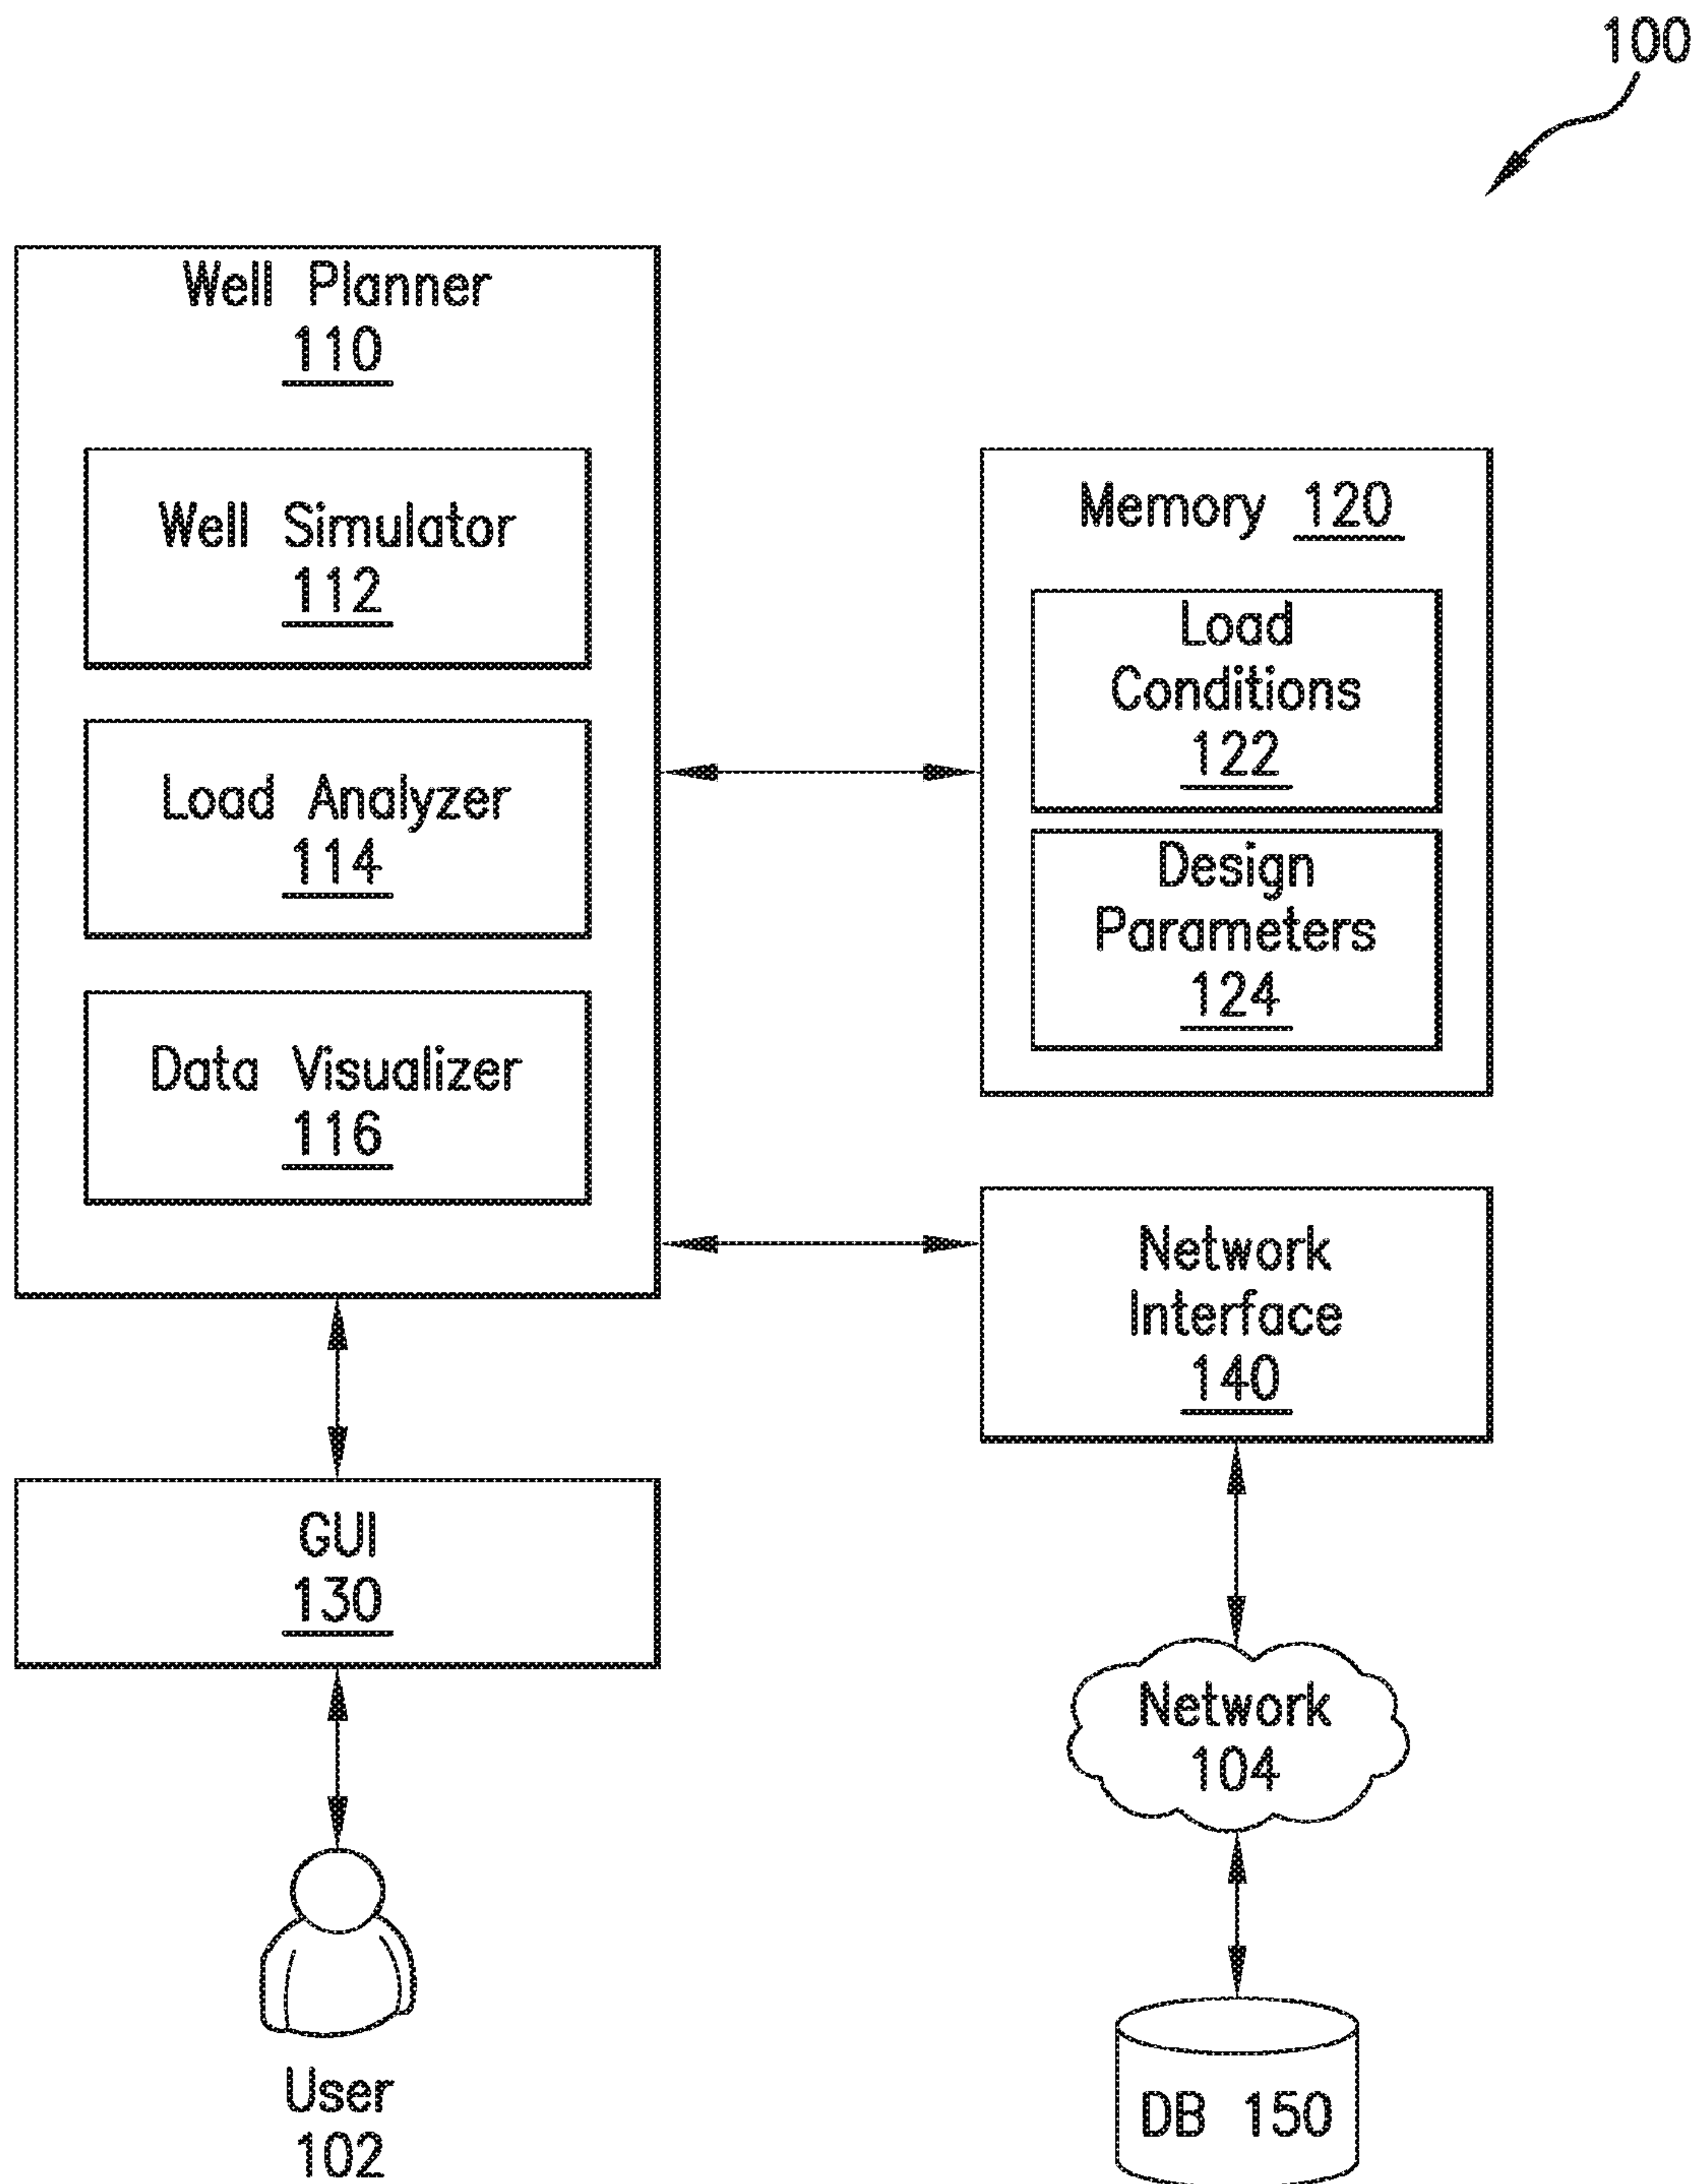 100
Well Planner
110
Well Simulator
112
Load Analyzer
114
Data Visualizer
116
Memory 120
Load
Conditions
122
Design
Parameters
124
Network
Interface
140
GUI
130
Network
104
User
102
DB 150